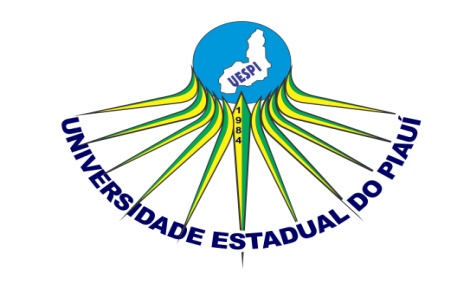 UESPI
1984
UNIVERSIDADE ESTADUAL DO PIAUÍ